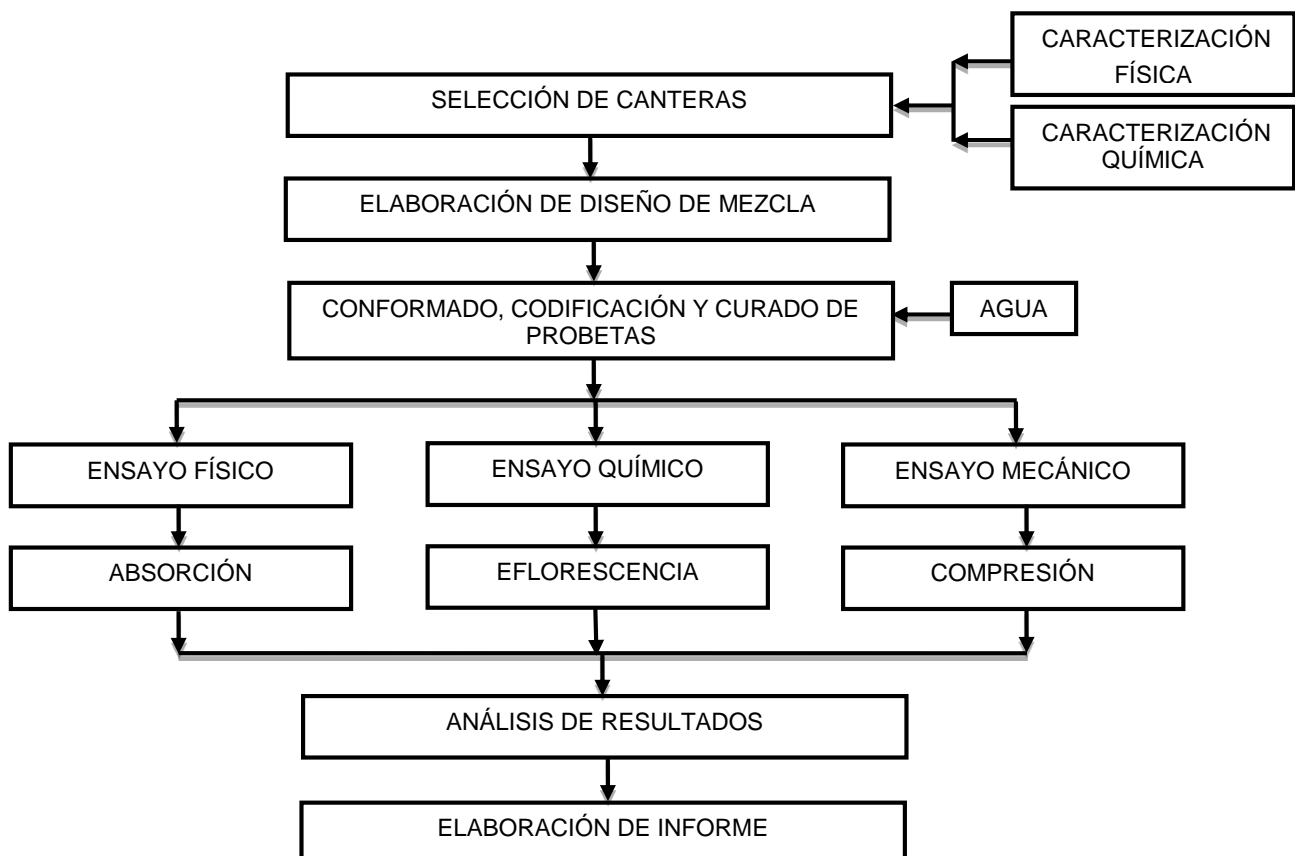 CARACTERIZACIÓN
FÍSICA
SELECCIÓN DE CANTERAS
CARACTERIZACIÓN
QUÍMICA
ELABORACIÓN DE DISEÑO DE MEZCLA
CONFORMADO, CODIFICACIÓN Y CURADO DE
PROBETAS
AGUA
ENSAYO FÍSICO
ENSAYO QUÍMICO
ENSAYO MECÁNICO
ABSORCIÓN
EFLORESCENCIA
COMPRESIÓN
ANÁLISIS DE RESULTADOS
ELABORACIÓN DE INFORME